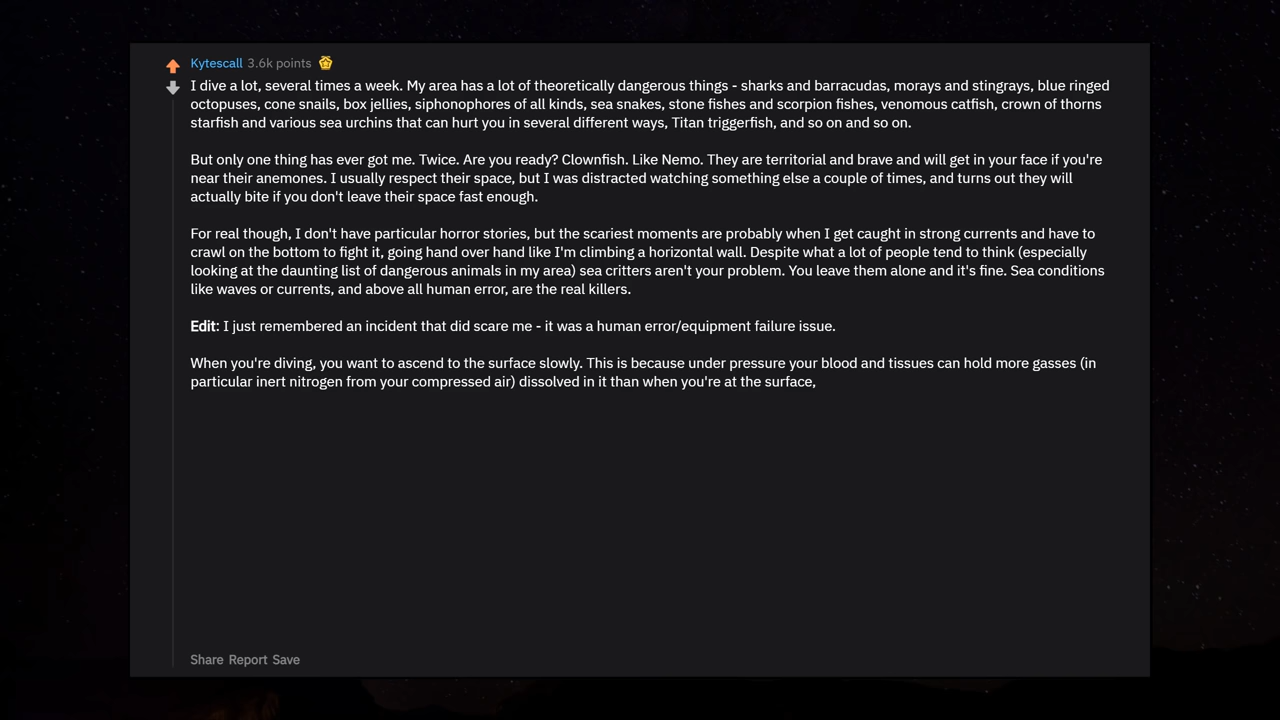 Kytescall 3.6k points
I dive a lot, several times a week. My area has a lot of theoretically dangerous things - sharks and barracudas, morays and stingrays, blue ringed
octopuses, cone snails, box jellies, siphonophores of all kinds, sea snakes, stone fishes and scorpion fishes, venomous catfish, crown of thorns
starfish and various sea urchins that can hurt you in several different ways, Titan triggerfish, and so on and so on.
But only one thing has ever got me. Twice. Are you ready? Clownfish. Like Nemo. They are territorial and brave and will get in your face if you're
near their anemones. I usually respect their space, but I was distracted watching something else a couple of times, and turns out they will
actually bite if you don't leave their space fast enough.
For real though, I don't have particular horror stories, but the scariest moments are probably when I get caught in strong currents and have to
crawl on the bottom to fight it, going hand over hand like I'm climbing a horizontal wall. Despite what a lot of people tend to think (especially
looking at the daunting list of dangerous animals in my area) sea critters aren't your problem. You leave them alone and it's fine. Sea conditions
like waves or currents, and above all human error, are the real killers.
Edit: I just remembered an incident that did scare me - it was a human error/equipment failure issue.
When you're diving, you want to ascend to the surface slowly. This is because under pressure your blood and tissues can hold more gasses (in
particular inert nitrogen from your compressed air) dissolved in it than when you're at the surface,
Share Report Save